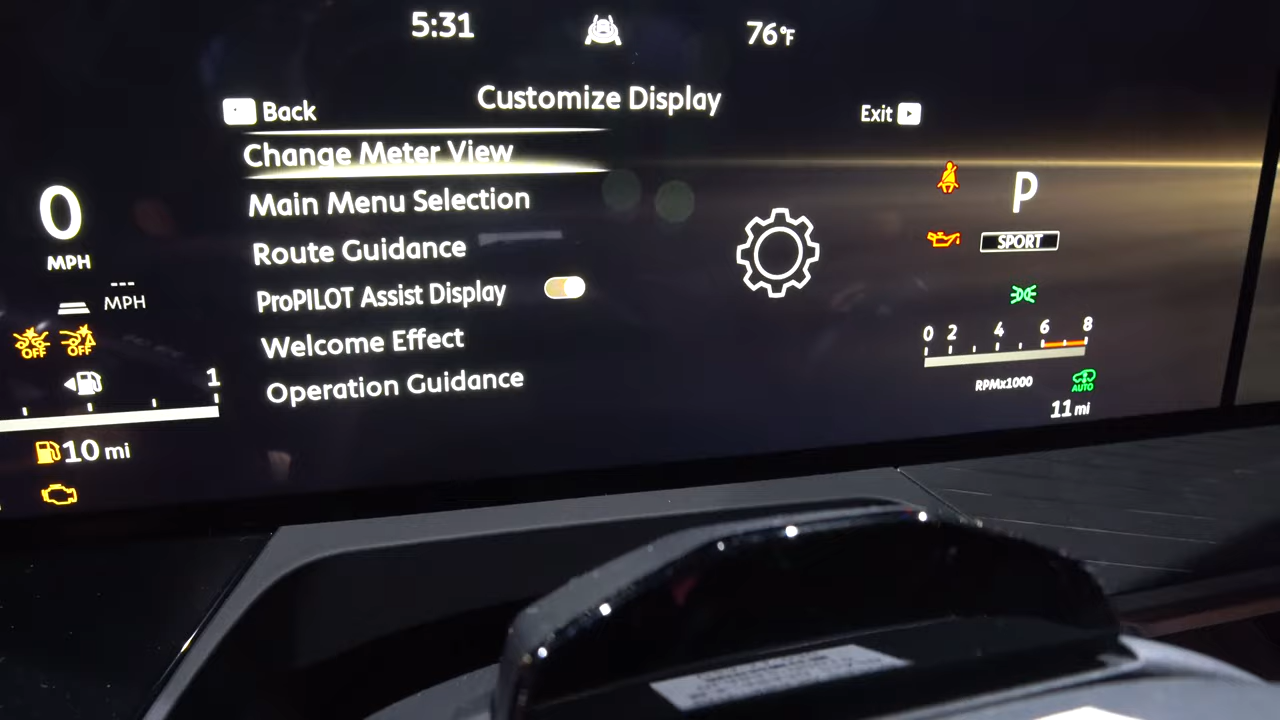 5:31
76°F
Customize Display
Back
Exit
Change Meter View
Main Menu Selection
Route Guidance
ProPILOT Assist Display
Welcome Effect
Operation Guidance
0
MPH
--- MPH
OFF OFF
1
10 mi
P
SPORT
0 2 4 6 8
RPMx1000
AUTO
11 mi